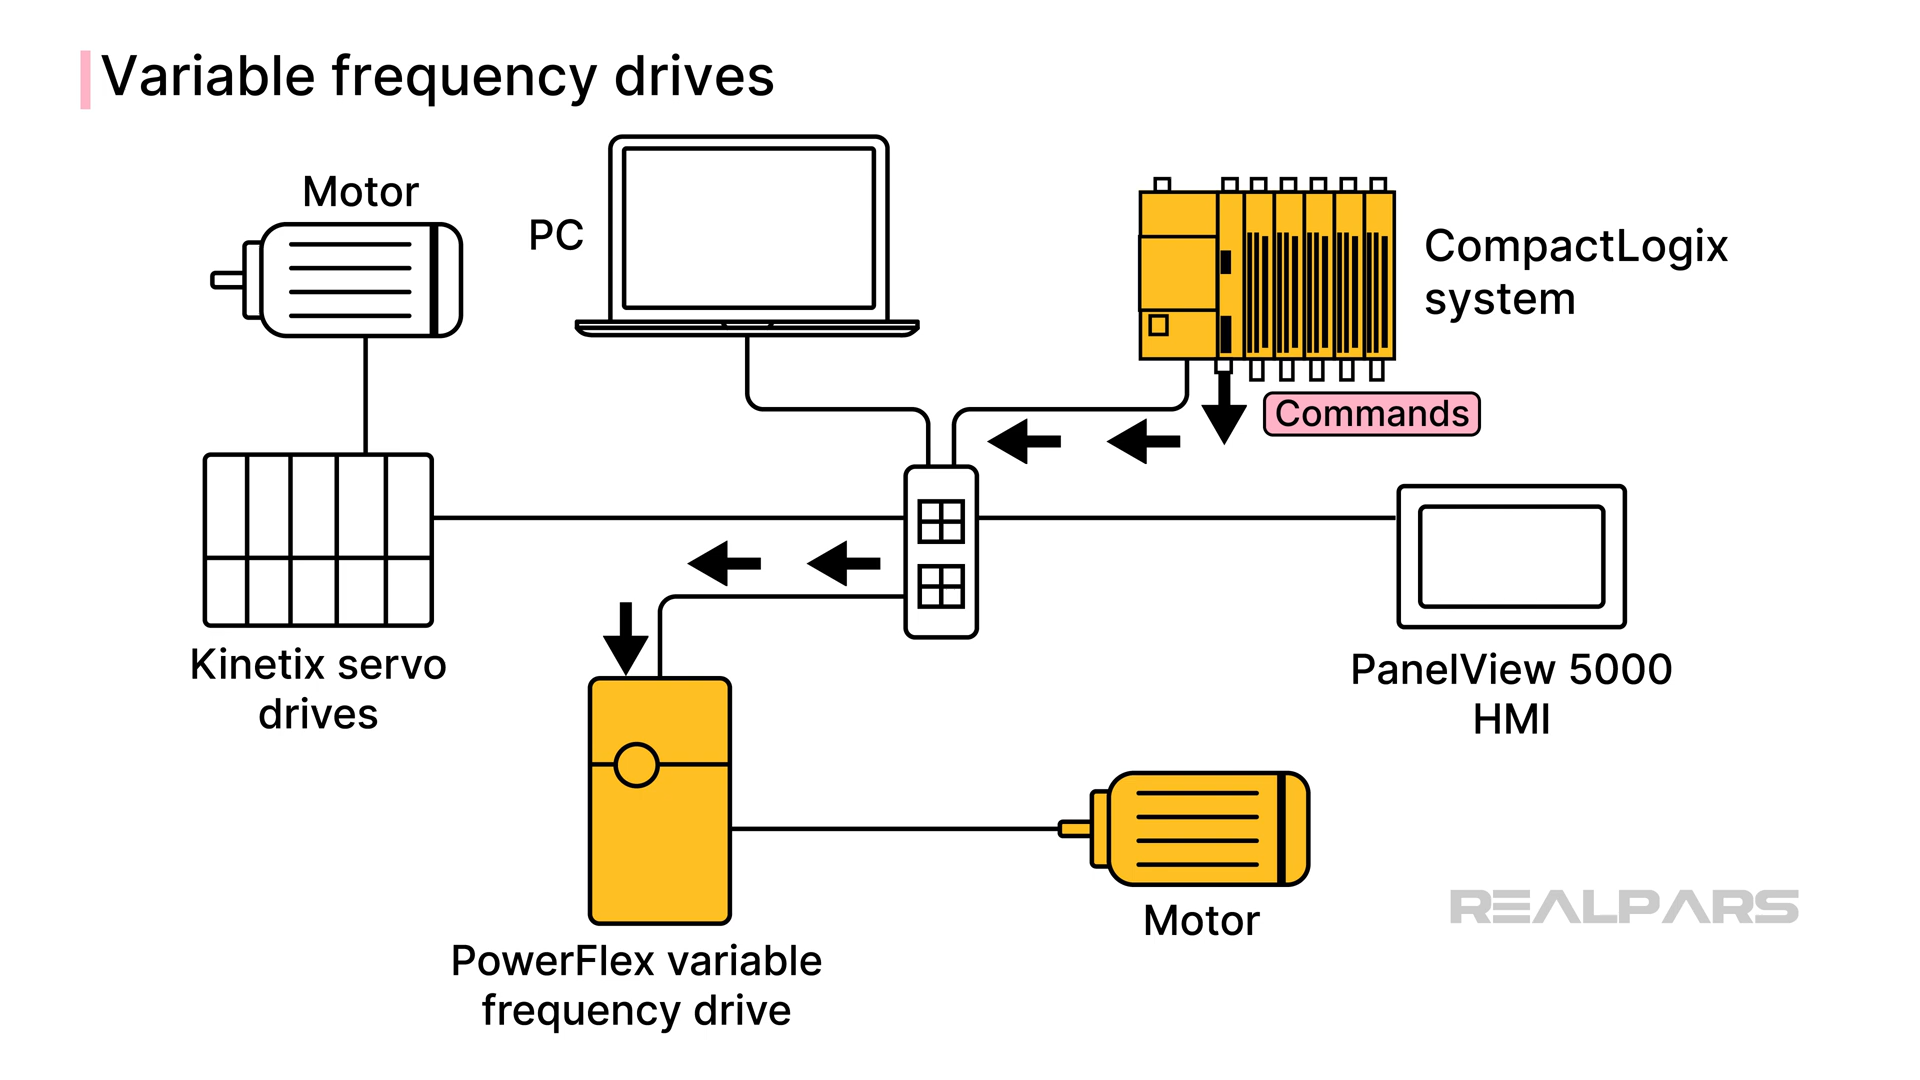 Variable frequency drives
Motor
PC
CompactLogix
system
Commands
Kinetix servo
drives
PanelView 5000
HMI
Motor
PowerFlex variable
frequency drive
REALPARS